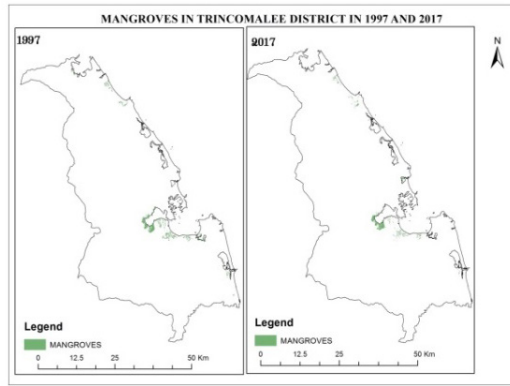 MANGROVES IN TRINCOMALEE DISTRICT IN 1997 AND 2017
1997
2017
N
Legend
MANGROVES
0 12.5 25 50 Km
Legend
MANGROVES
0 12.5 25 50 Km